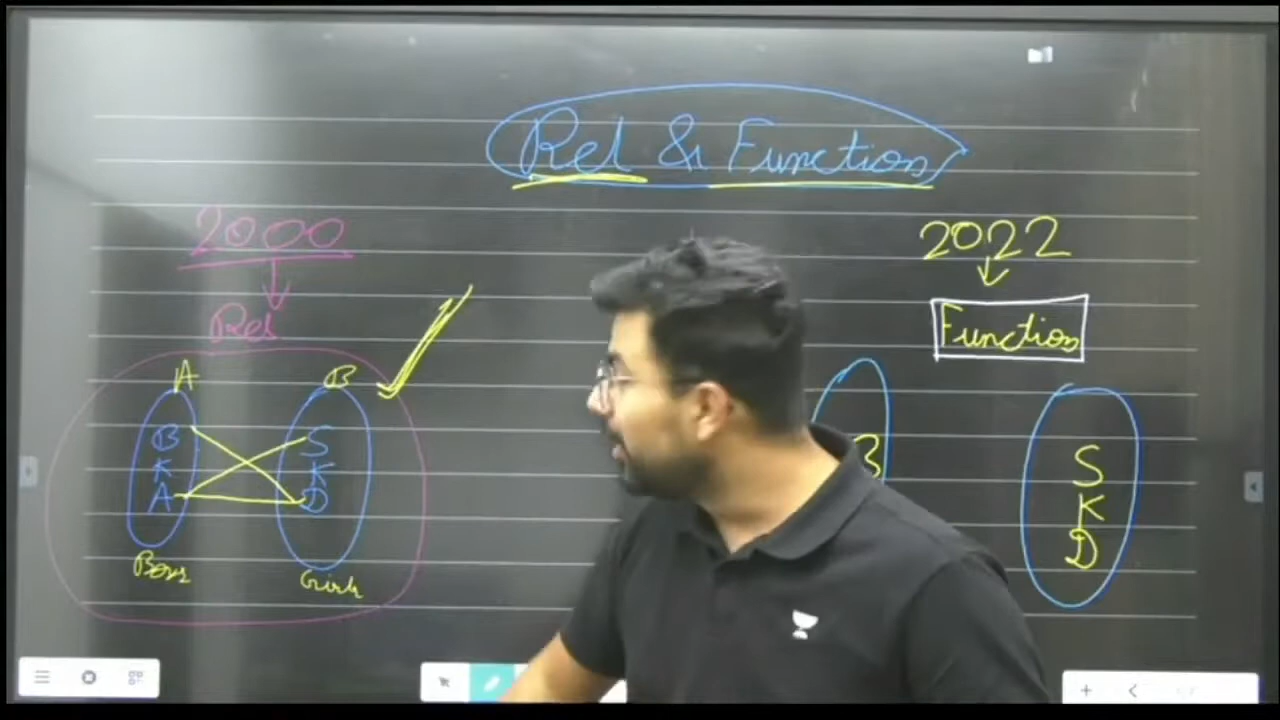 Rel & Function
2000
Rel
A
B
B
K
A
S
K
D
Boys
Girls
2022
Function
B
S
K
D